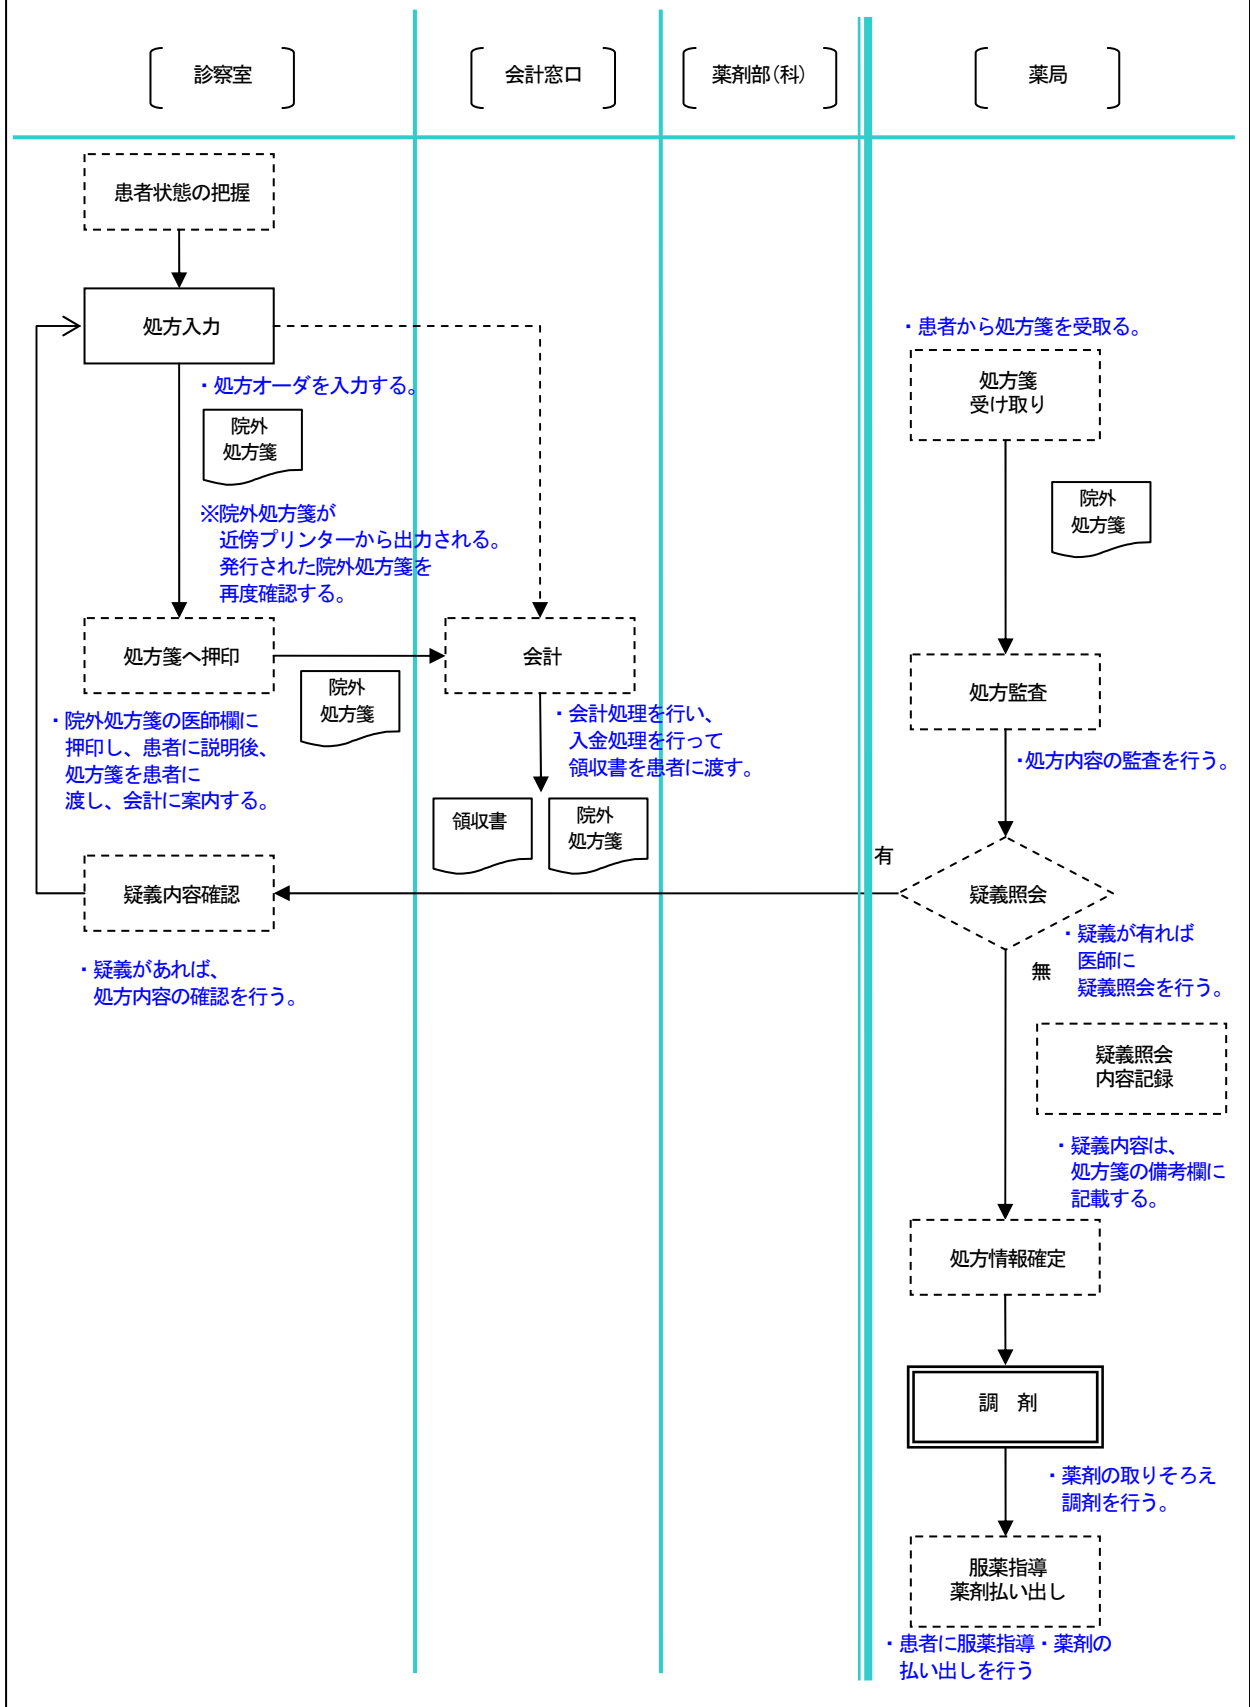 診察室
会計窓口
薬剤部(科)
薬局
患者状態の把握
処方入力
・処方オーダを入力する。
院外
処方箋
※院外処方箋が
近傍プリンターから出力される。
発行された院外処方箋を
再度確認する。
処方箋へ押印
院外
処方箋
・院外処方箋の医師欄に
押印し、患者に説明後、
処方箋を患者に
渡し、会計に案内する。
会計
・会計処理を行い、
入金処理を行って
領収書を患者に渡す。
領収書
院外
処方箋
疑義内容確認
・疑義があれば、
処方内容の確認を行う。
・患者から処方箋を受取る。
処方箋
受け取り
院外
処方箋
処方監査
・処方内容の監査を行う。
有
疑義照会
・疑義が有れば
医師に
疑義照会を行う。
無
疑義照会
内容記録
・疑義内容は、
処方箋の備考欄に
記載する。
処方情報確定
調　剤
・薬剤の取りそろえ
調剤を行う。
服薬指導
薬剤払い出し
・患者に服薬指導・薬剤の
払い出しを行う